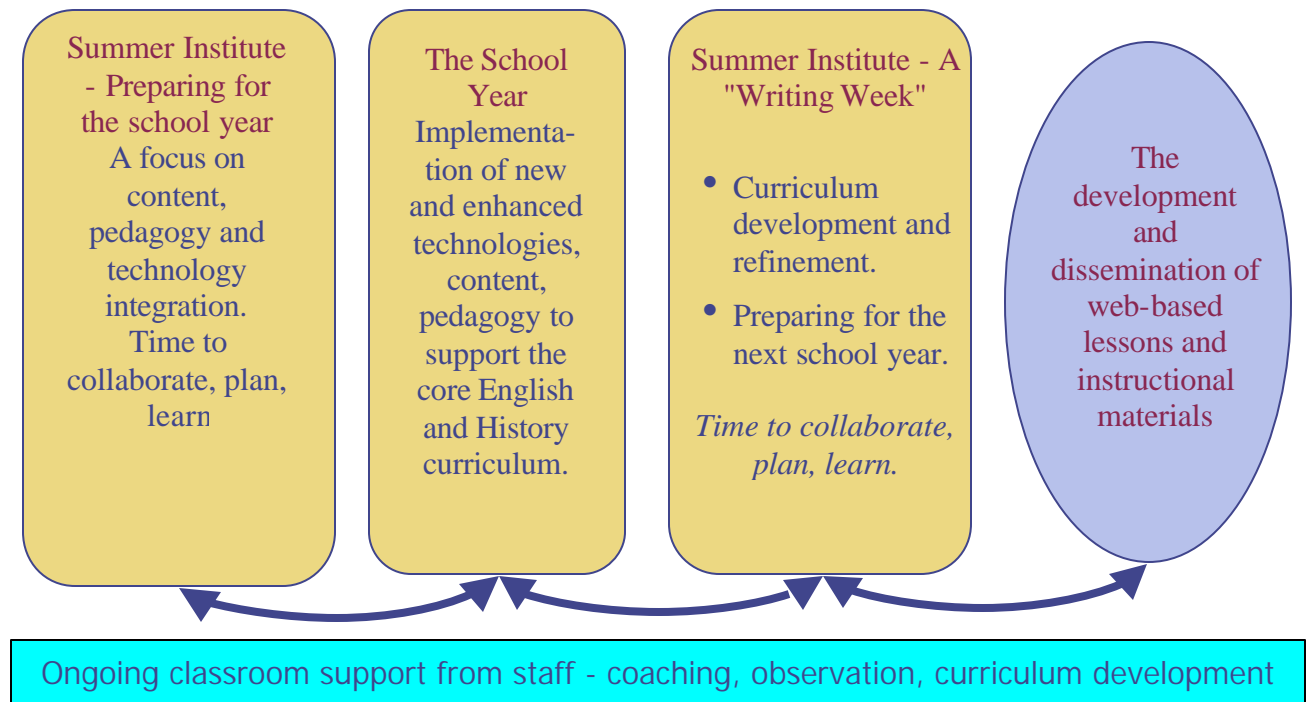 Summer Institute
- Preparing for
the school year
A focus on
content,
pedagogy and
technology
integration.
Time to
collaborate, plan,
learn
The School
Year
Implementa-
tion of new
and enhanced
technologies,
content,
pedagogy to
support the
core English
and History
curriculum.
Summer Institute - A
"Writing Week"
• Curriculum
development and
refinement.
• Preparing for the
next school year.
Time to collaborate,
plan, learn.
The
development
and
dissemination of
web-based
lessons and
instructional
materials
Ongoing classroom support from staff - coaching, observation, curriculum development